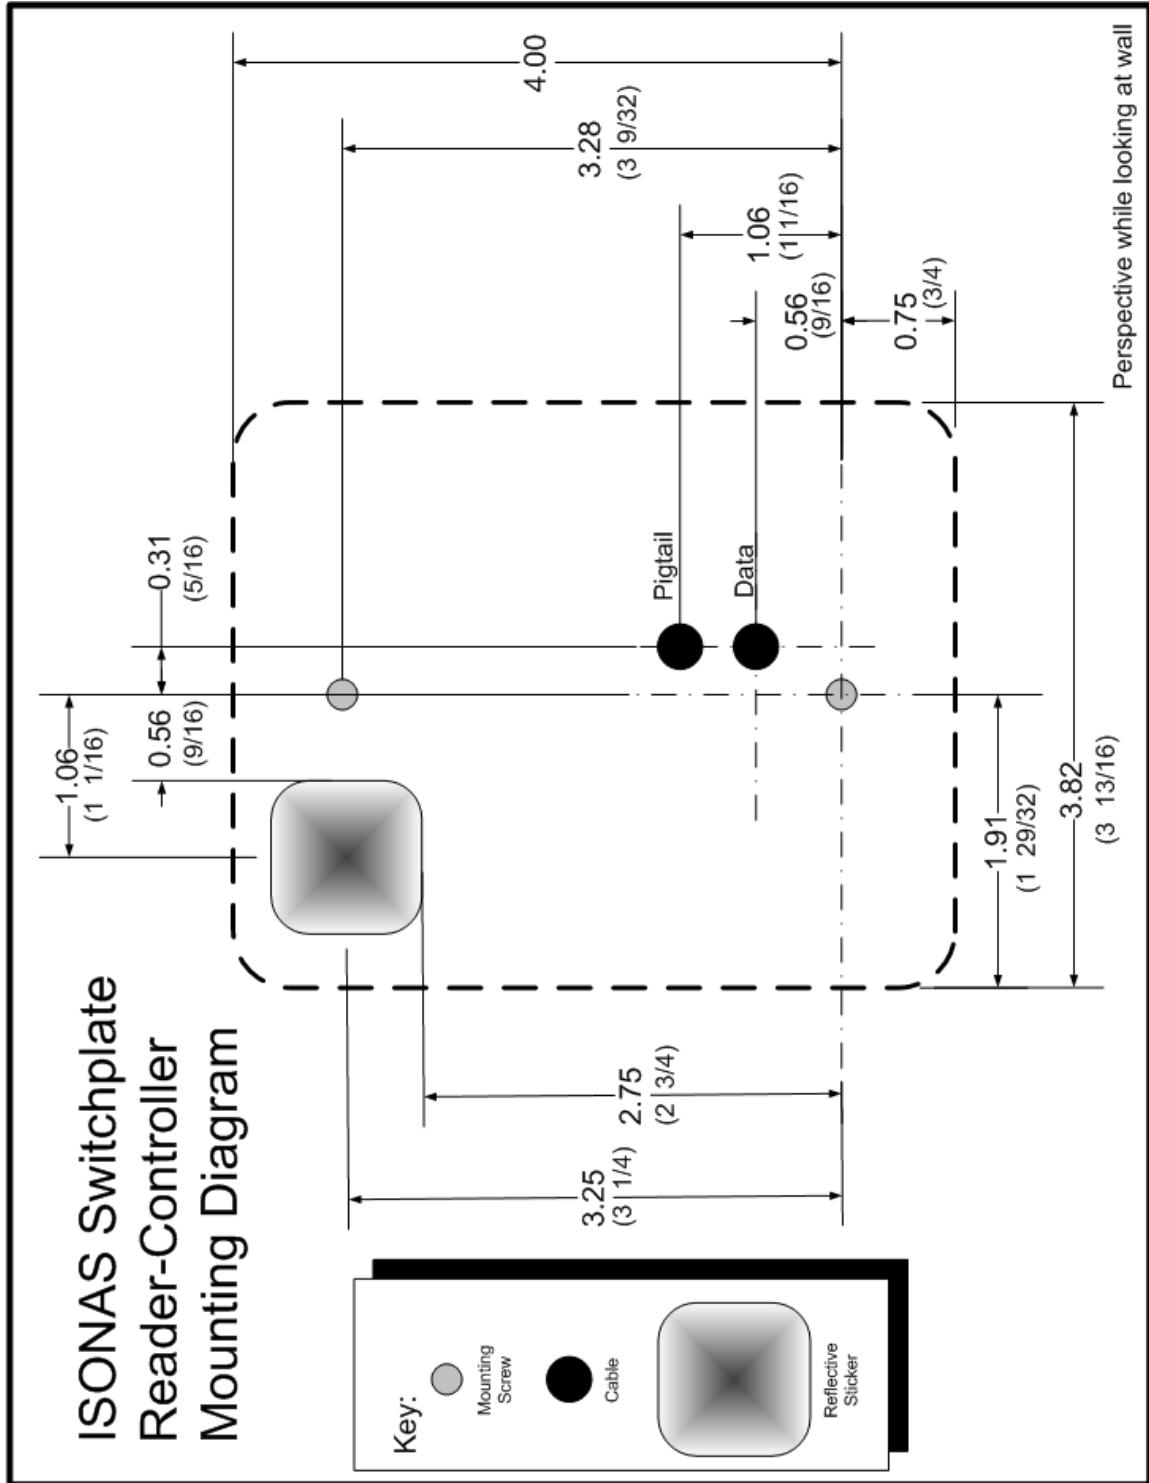 ISONAS Switchplate
Reader-Controller
Mounting Diagram
1.06
(1 1/16)
0.56
(9/16)
0.31
(5/16)
4.00
3.28
(3 9/32)
1.06
(1 1/16)
0.56
(9/16)
0.75
(3/4)
Pigtail
Data
2.75
(2 3/4)
3.25
(3 1/4)
1.91
(1 29/32)
3.82
(3 13/16)
Key:
Mounting
Screw
Cable
Reflective
Sticker
Perspective while looking at wall